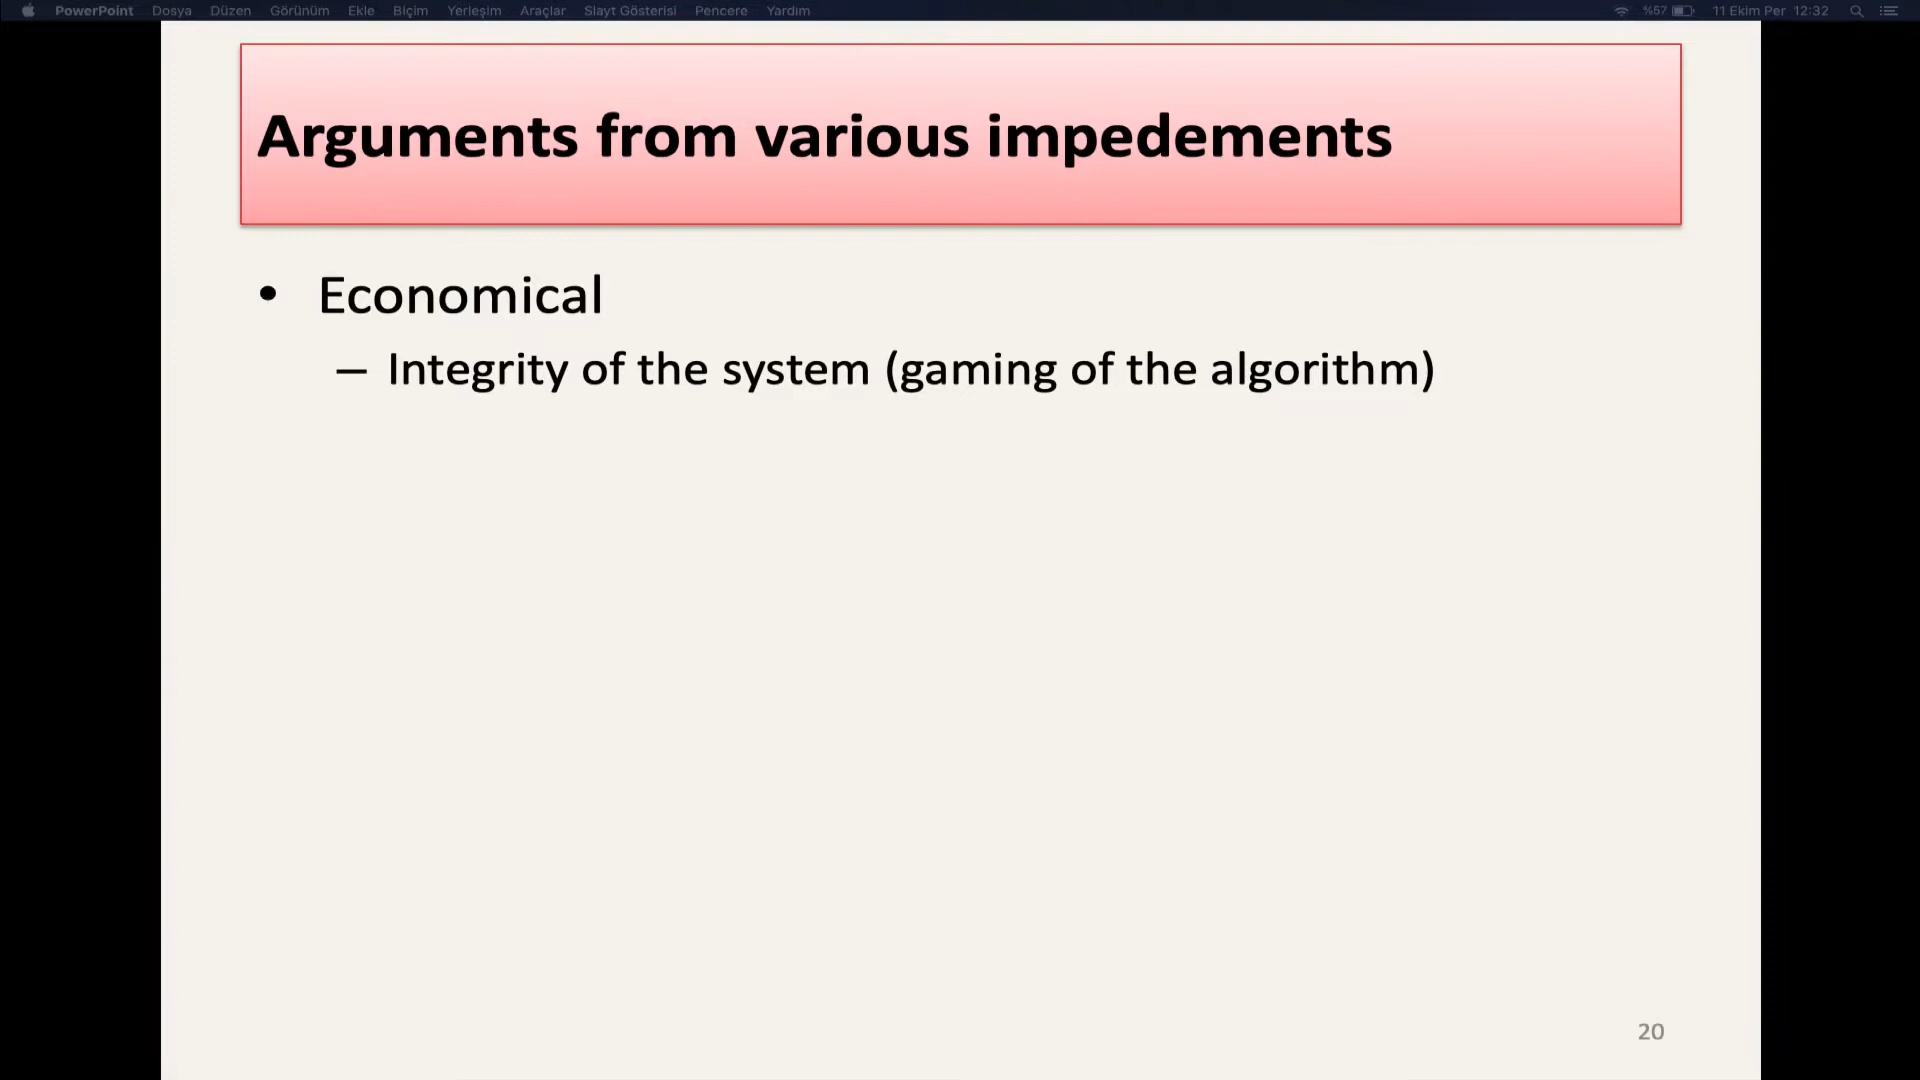 PowerPoint Dosya Düzen Görünüm Ekle Biçim Yerleşim Araçlar Slayt Gösterisi Pencere Yardım %57 11 Ekim Per 12:32
Arguments from various impedements
• Economical
– Integrity of the system (gaming of the algorithm)
20